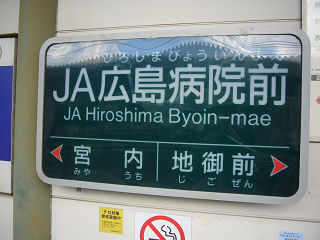 ひろしまびょういんまえ
JA広島病院前
JA Hiroshima Byoin-mae
宮内 地御前
みやうち じごぜん